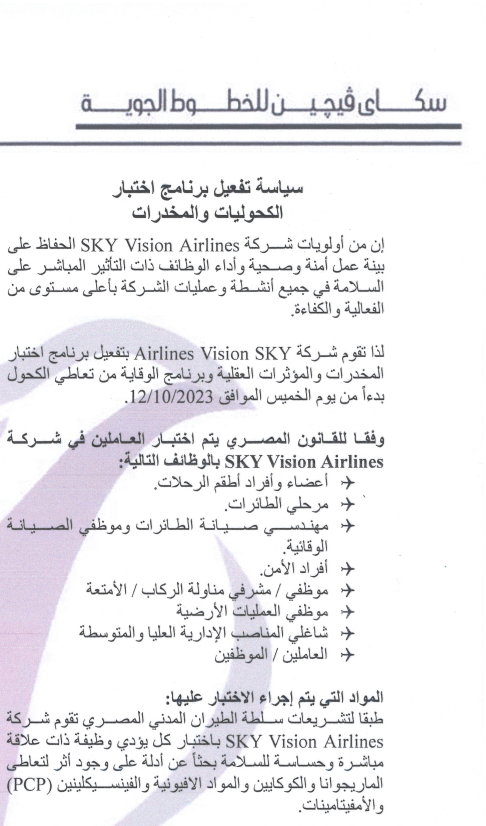 سكاي ڤيچين للخطوط الجوية
سياسة تفعيل برنامج اختبار
الكحوليات والمخدرات
إن من أولويات شركة SKY Vision Airlines الحفاظ على
بيئة عمل أمنة وصحية وأداء الوظائف ذات التأثير المباشر على
السلامة في جميع أنشطة وعمليات الشركة بأعلى مستوى من
الفعالية والكفاءة.
لذا تقوم شركة Airlines Vision SKY بتفعيل برنامج اختبار
المخدرات والمؤثرات العقلية وبرنامج الوقاية من تعاطي الكحول
بدءاً من يوم الخميس الموافق 12/10/2023.
وفقا للقانون المصري يتم اختبار العاملين في شركة
SKY Vision Airlines بالوظائف التالية:
أعضاء وأفراد أطقم الرحلات.
مرحلي الطائرات.
مهندسي صيانة الطائرات وموظفي الصيانة
الوقائية.
أفراد الأمن.
موظفي / مشرفي مناولة الركاب / الأمتعة
موظفي العمليات الأرضية
شاغلي المناصب الإدارية العليا والمتوسطة
العاملين / الموظفين
المواد التي يتم إجراء الاختبار عليها:
طبقا لتشريعات سلطة الطيران المدني المصري تقوم شركة
SKY Vision Airlines باختبار كل يؤدي وظيفة ذات علاقة
مباشرة وحساسة للسلامة بحثاً عن أدلة على وجود أثر لتعاطى
الماريجوانا والكوكايين والمواد الافيونية والفينسيكلينين (PCP)
والأمفيتامينات.